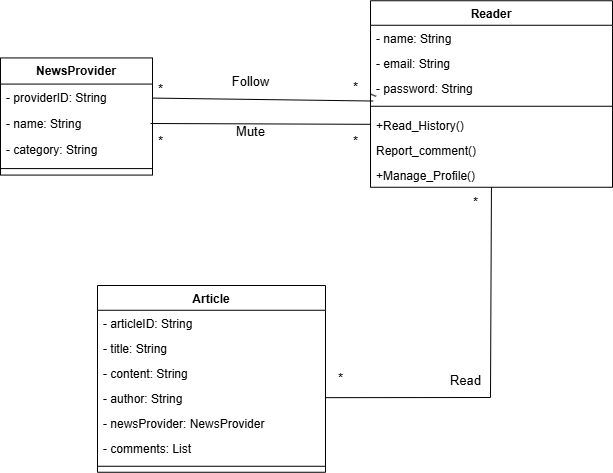 Reader
- name: String
- email: String
- password: String
+Read_History()
Report_comment()
+Manage_Profile()
NewsProvider
- providerID: String
- name: String
- category: String
* Follow *
* Mute *
*
Article
- articleID: String
- title: String
- content: String
- author: String
- newsProvider: NewsProvider
- comments: List
*
Read